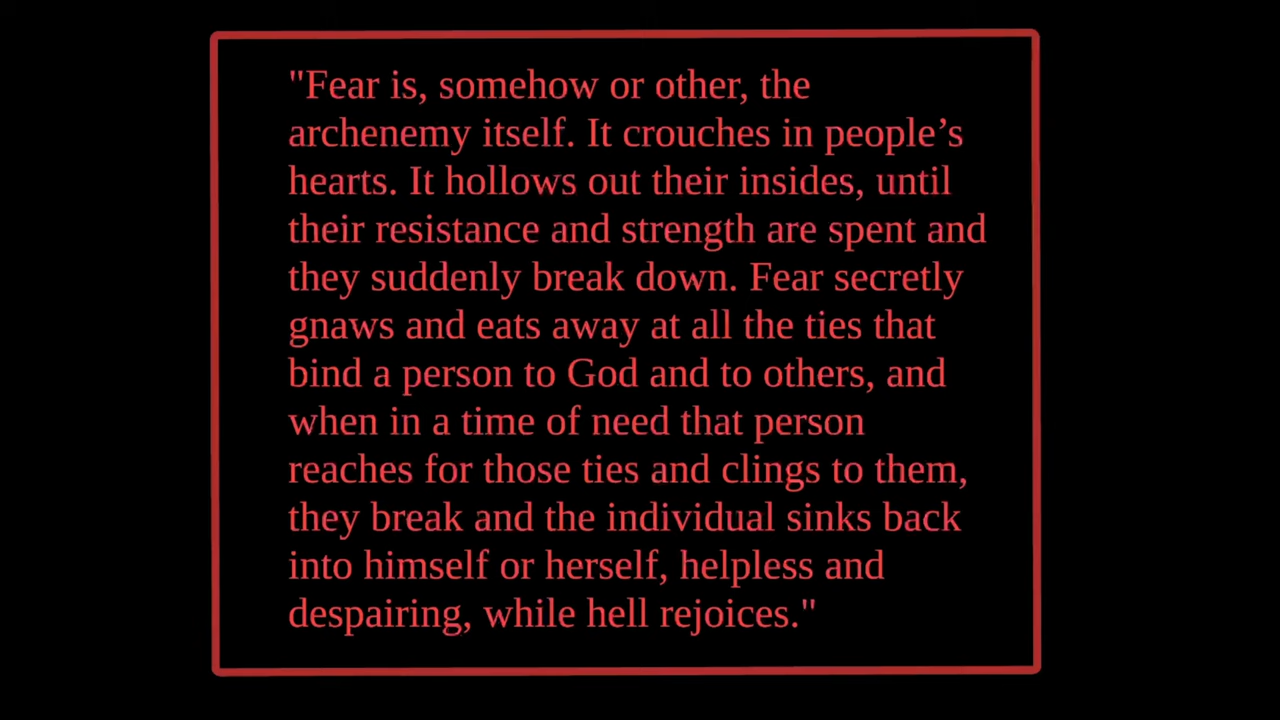 "Fear is, somehow or other, the
archenemy itself. It crouches in people’s
hearts. It hollows out their insides, until
their resistance and strength are spent and
they suddenly break down. Fear secretly
gnaws and eats away at all the ties that
bind a person to God and to others, and
when in a time of need that person
reaches for those ties and clings to them,
they break and the individual sinks back
into himself or herself, helpless and
despairing, while hell rejoices."